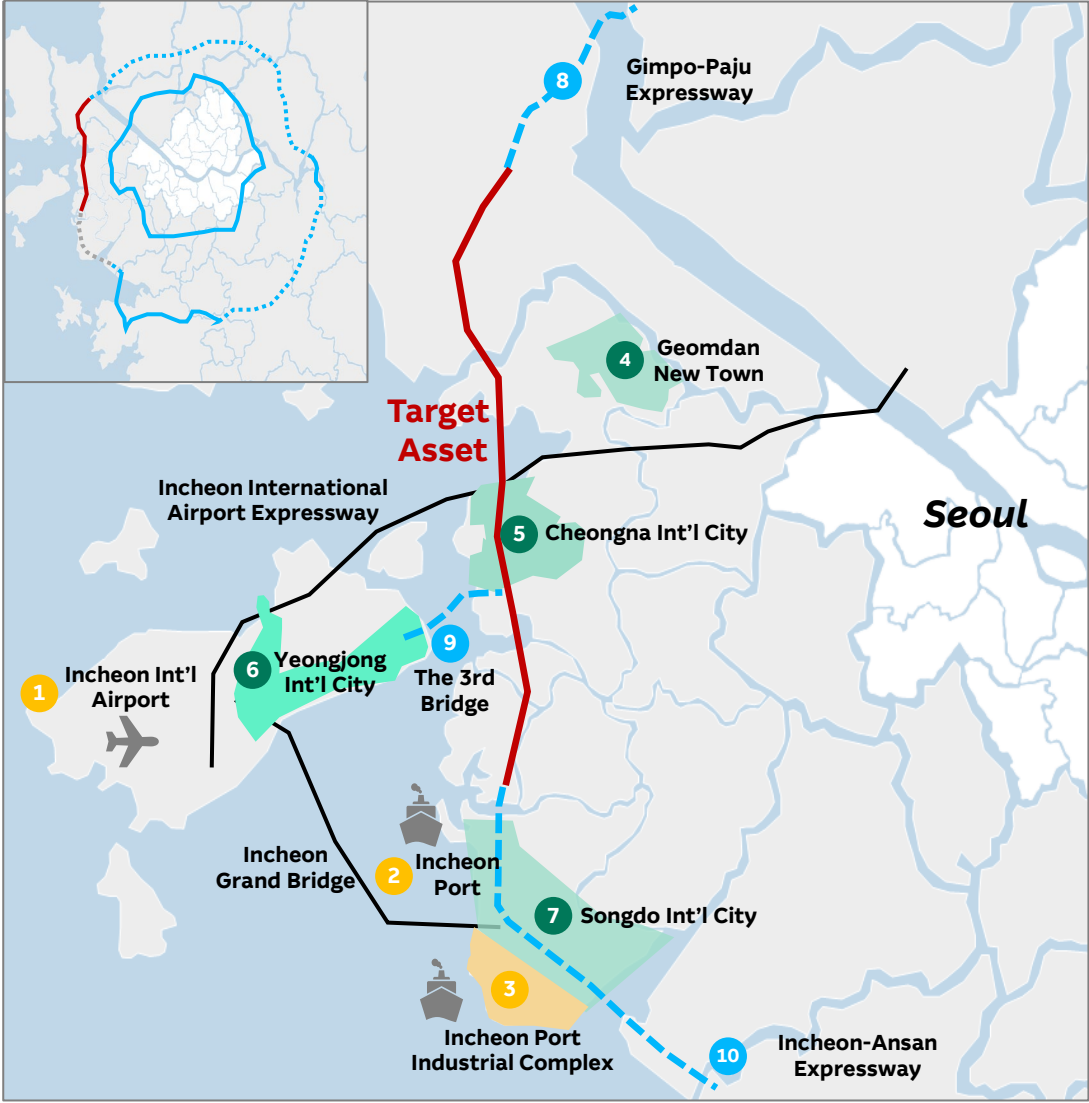 8
Gimpo-Paju
Expressway
4
Geomdan
New Town
Target
Asset
Incheon International
Airport Expressway
Seoul
5
Cheongna Int'l City
1
Incheon Int'l
Airport
6
Yeongjong
Int'l City
9
The 3rd
Bridge
Incheon
Grand Bridge
2
Incheon
Port
7
Songdo Int'l City
3
Incheon Port
Industrial Complex
10
Incheon-Ansan
Expressway